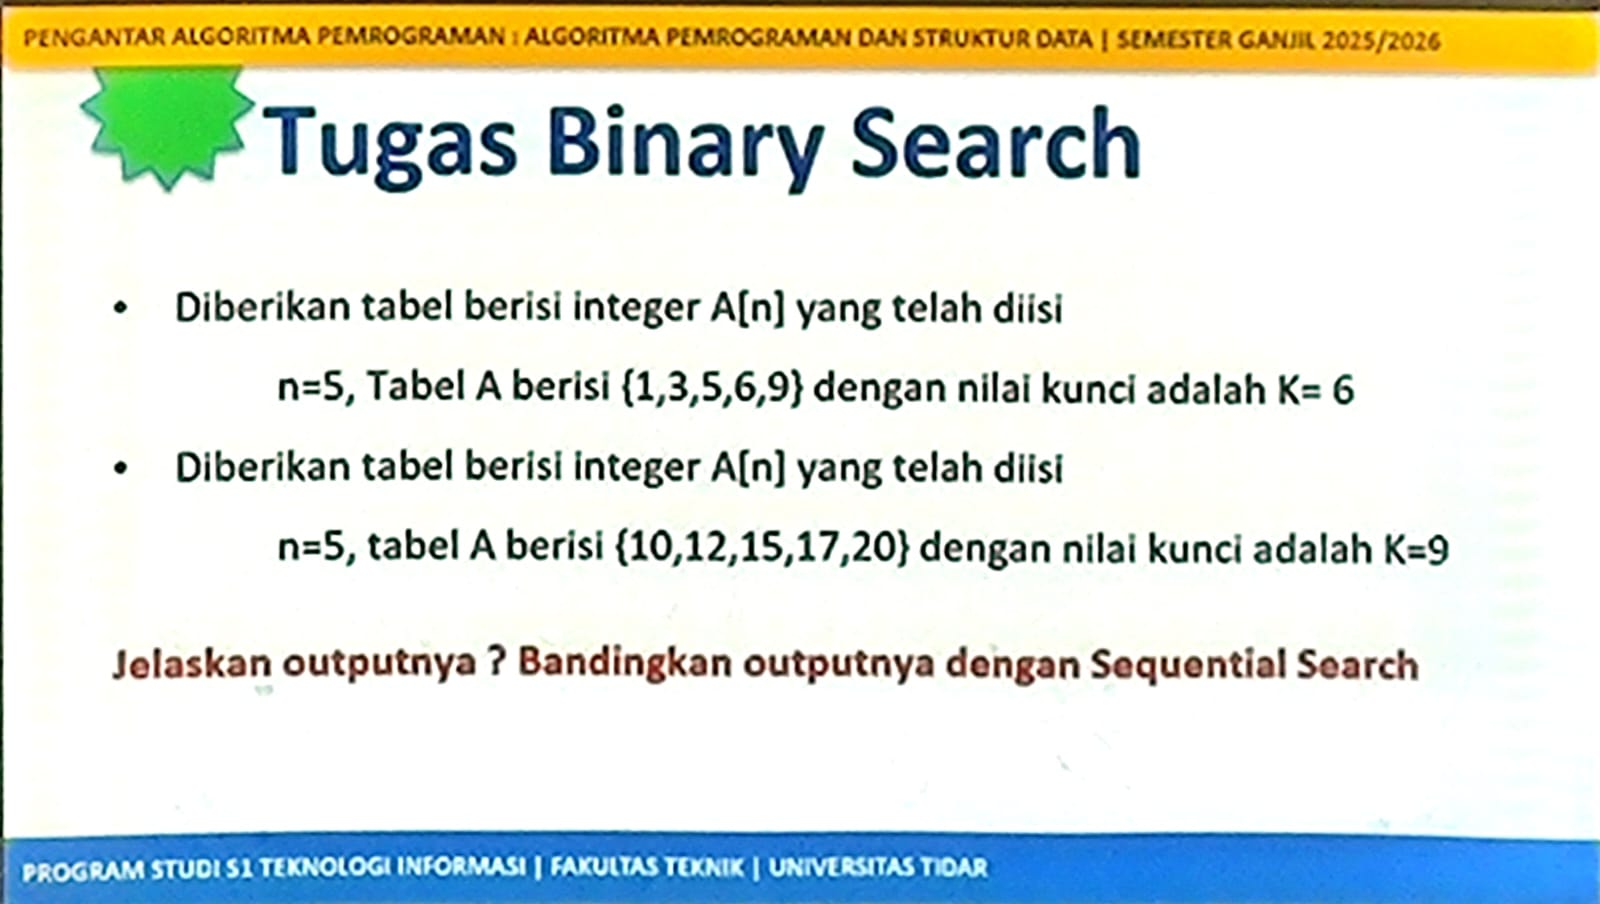 PENGANTAR ALGORITMA PEMROGRAMAN : ALGORITMA PEMROGRAMAN DAN STRUKTUR DATA | SEMESTER GANJIL 2025/2026
Tugas Binary Search
• Diberikan tabel berisi integer A[n] yang telah diisi
n=5, Tabel A berisi {1,3,5,6,9} dengan nilai kunci adalah K= 6
• Diberikan tabel berisi integer A[n] yang telah diisi
n=5, tabel A berisi {10,12,15,17,20} dengan nilai kunci adalah K=9
Jelaskan outputnya ? Bandingkan outputnya dengan Sequential Search
PROGRAM STUDI S1 TEKNOLOGI INFORMASI | FAKULTAS TEKNIK | UNIVERSITAS TIDAR